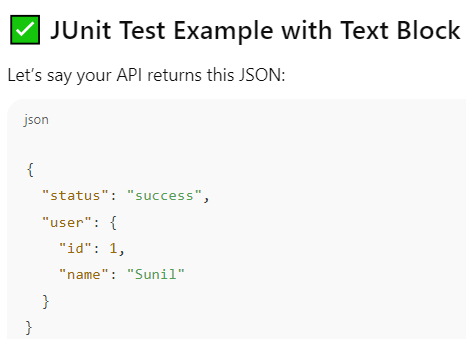 ✅ JUnit Test Example with Text Block
Let’s say your API returns this JSON:
json
{
  "status": "success",
  "user": {
    "id": 1,
    "name": "Sunil"
  }
}